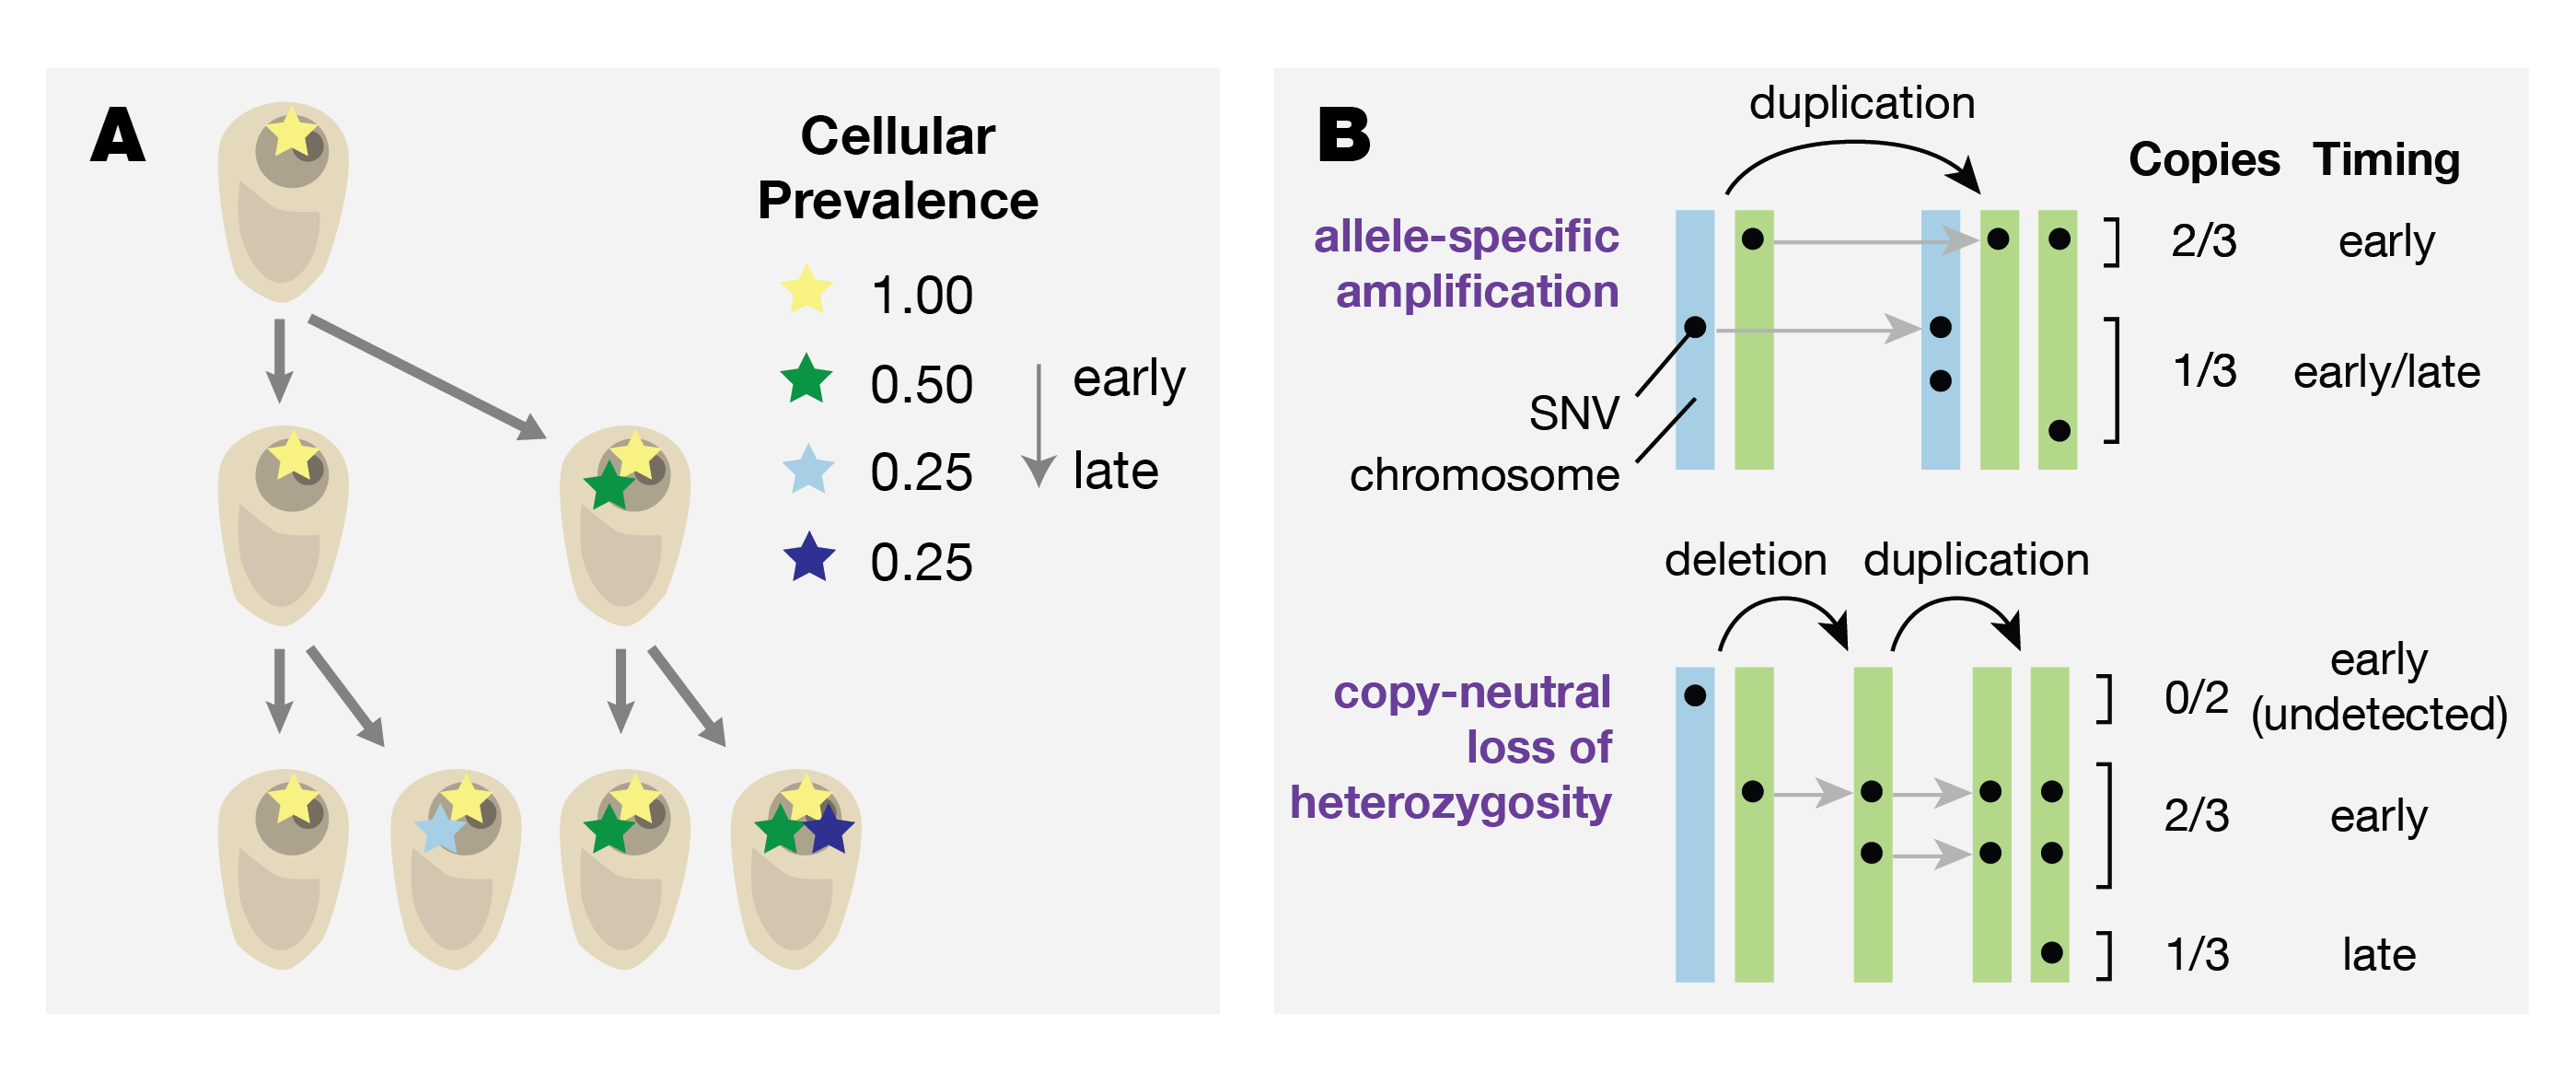 A
Cellular
Prevalence
1.00
0.50
0.25
0.25
early
late
B
duplication
Copies Timing
allele-specific
amplification
2/3 early
1/3 early/late
SNV
chromosome
deletion duplication
copy-neutral
loss of
heterozygosity
0/2 early
(undetected)
2/3 early
1/3 late